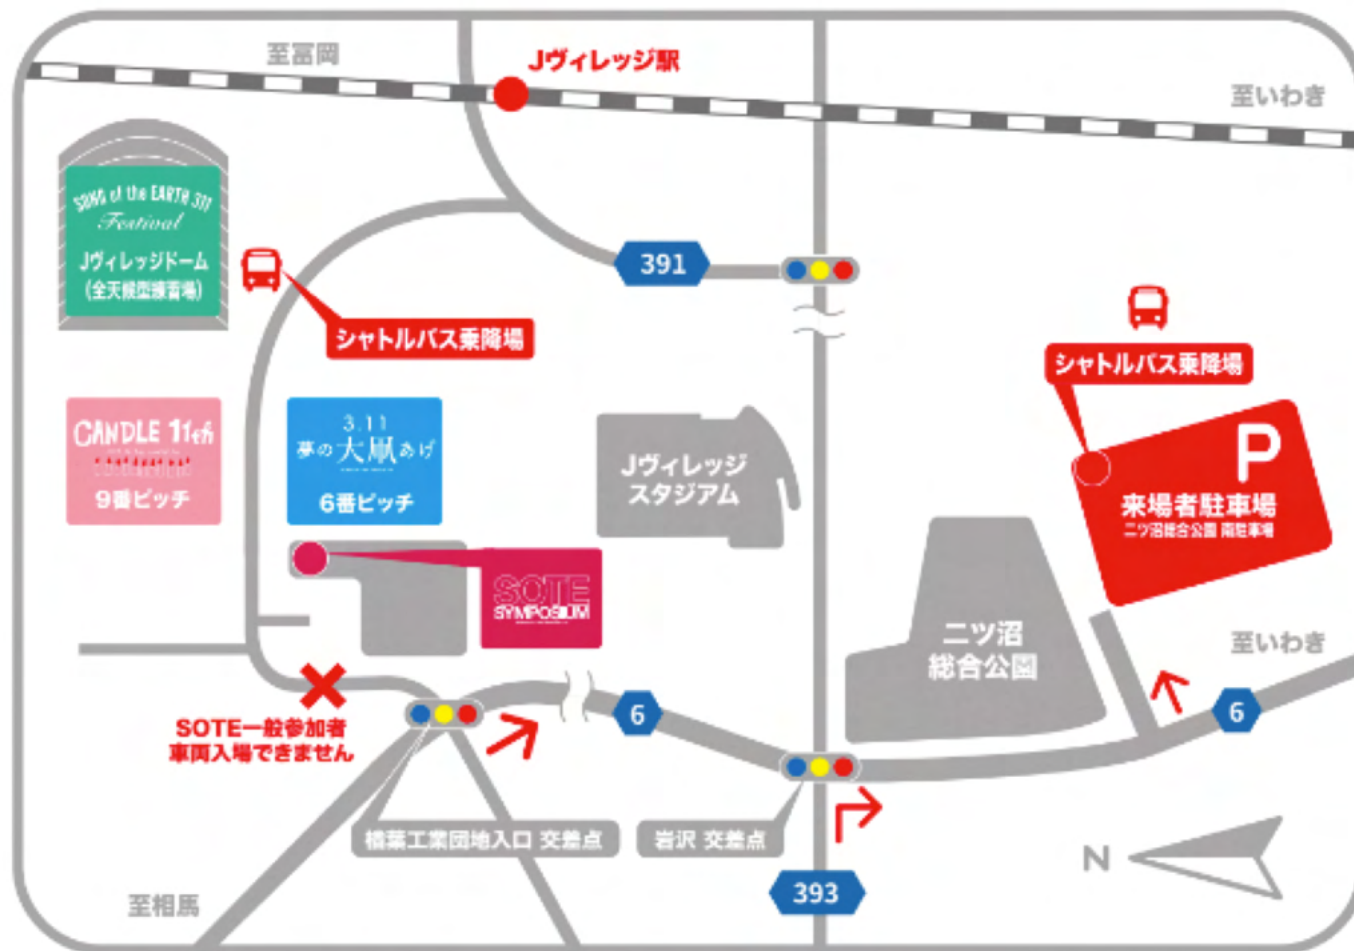 至富岡
Jヴィレッジ駅
至いわき
SONG of the EARTH 311
Festival
Jヴィレッジドーム
(全天候型練習場)
391
シャトルバス乗降場
シャトルバス乗降場
CANDLE 11th
9番ピッチ
3.11
夢の大凧あげ
6番ピッチ
Jヴィレッジ
スタジアム
P
来場者駐車場
二ツ沼総合公園 南駐車場
SOTE
SYMPOSIUM
二ツ沼
総合公園
至いわき
SOTE一般参加者
車両入場できません
6
6
楢葉工業団地入口 交差点
岩沢 交差点
393
N
至相馬